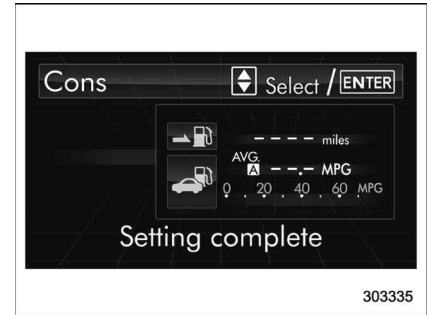 Cons Select / ENTER
– – – – miles
AVG.
A – –.– MPG
0 . 20 . 40 . 60 . MPG
Setting complete
303335